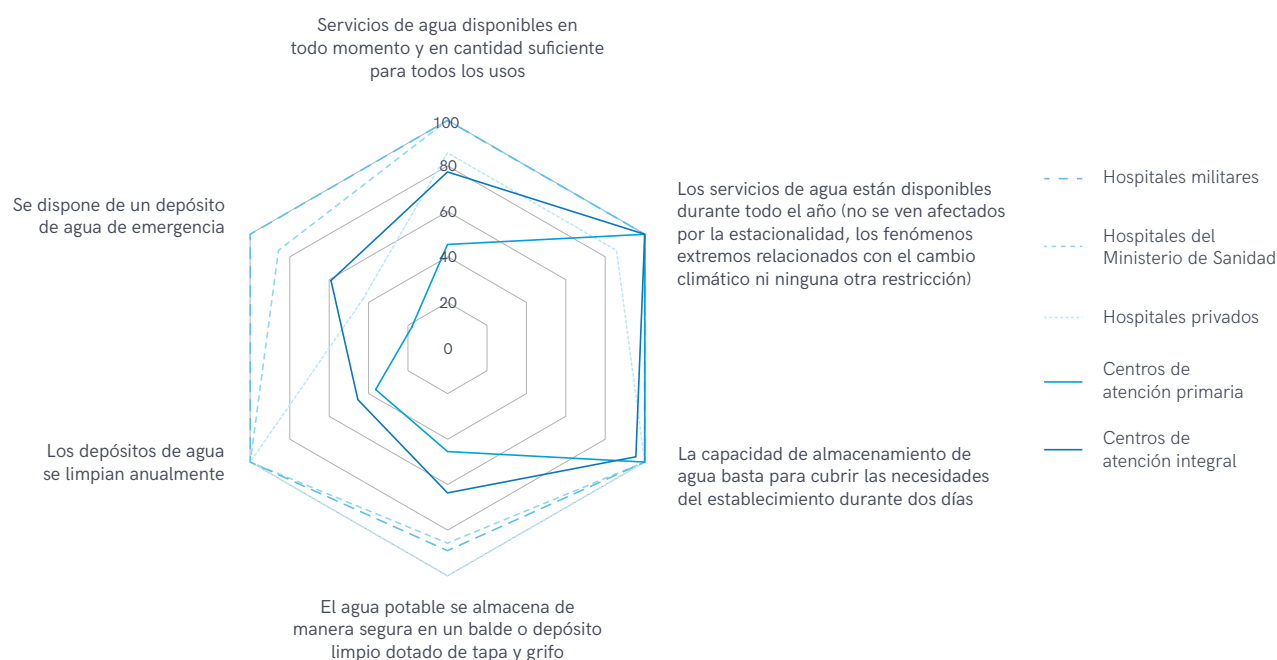 Servicios de agua disponibles en
todo momento y en cantidad suficiente
para todos los usos
100
80
60
40
20
0
Los servicios de agua están disponibles
durante todo el año (no se ven afectados
por la estacionalidad, los fenómenos
extremos relacionados con el cambio
climático ni ninguna otra restricción)
La capacidad de almacenamiento de
agua basta para cubrir las necesidades
del establecimiento durante dos días
El agua potable se almacena de
manera segura en un balde o depósito
limpio dotado de tapa y grifo
Los depósitos de agua
se limpian anualmente
Se dispone de un depósito
de agua de emergencia
Hospitales militares
Hospitales del
Ministerio de Sanidad
Hospitales privados
Centros de
atención primaria
Centros de
atención integral